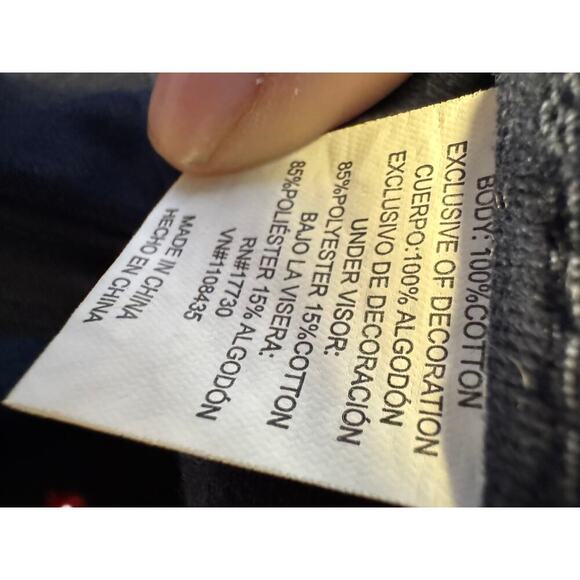 BODY: 100%COTTON
EXCLUSIVE OF DECORATION
CUERPO:100% ALGODÓN
EXCLUSIVO DE DECORACIÓN
UNDER VISOR:
85%POLYESTER 15%COTTON
BAJO LA VISERA:
85%POLIÉSTER 15%ALGODÓN
RN#17730
VN#1108435
MADE IN CHINA
HECHO EN CHINA